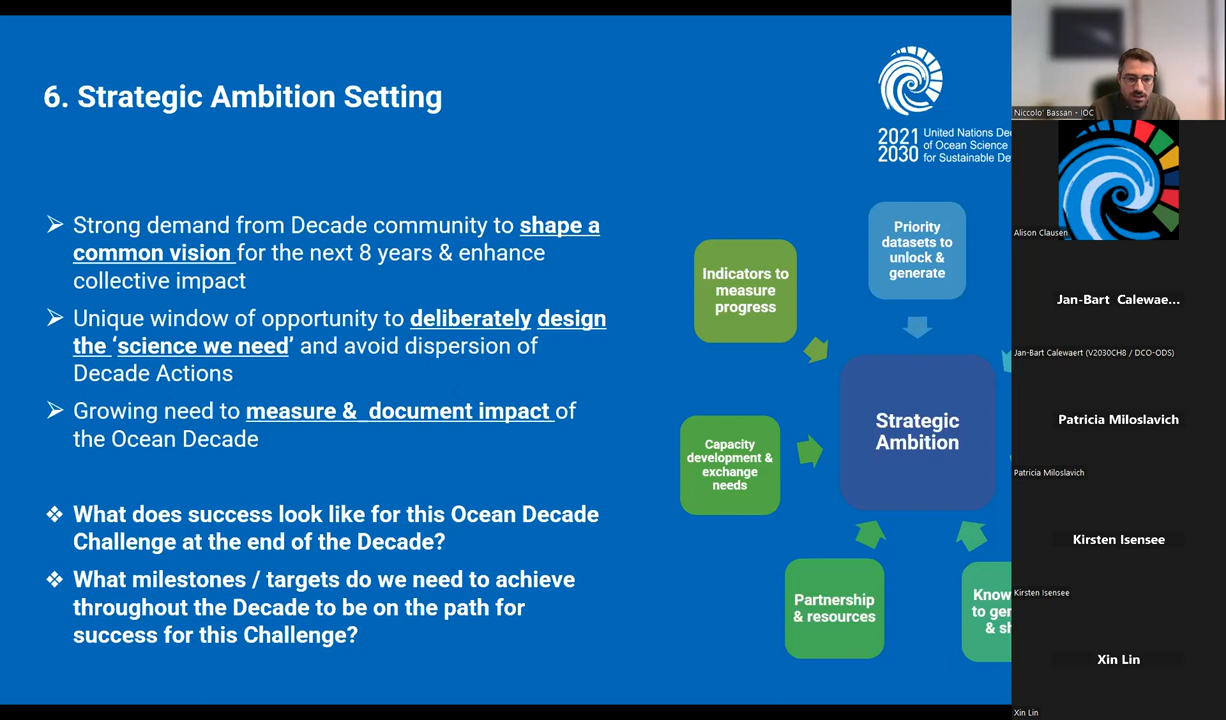 6. Strategic Ambition Setting
2021
2030
United Nations De
of Ocean Science
for Sustainable De
➢ Strong demand from Decade community to shape a
common vision for the next 8 years & enhance
collective impact
➢ Unique window of opportunity to deliberately design
the ‘science we need’ and avoid dispersion of
Decade Actions
➢ Growing need to measure & document impact of
the Ocean Decade
❖ What does success look like for this Ocean Decade
Challenge at the end of the Decade?
❖ What milestones / targets do we need to achieve
throughout the Decade to be on the path for
success for this Challenge?
Priority
datasets to
unlock &
generate
Indicators to
measure
progress
Strategic
Ambition
Capacity
development &
exchange
needs
Partnership
& resources
Know
to ge
& s
Niccolo' Bassan - IOC
Alison Clausen
Jan-Bart Calewae...
Jan-Bart Calewaert (V2030CH8 / DCO-ODS)
Patricia Miloslavich
Patricia Miloslavich
Kirsten Isensee
Kirsten Isensee
Xin Lin
Xin Lin